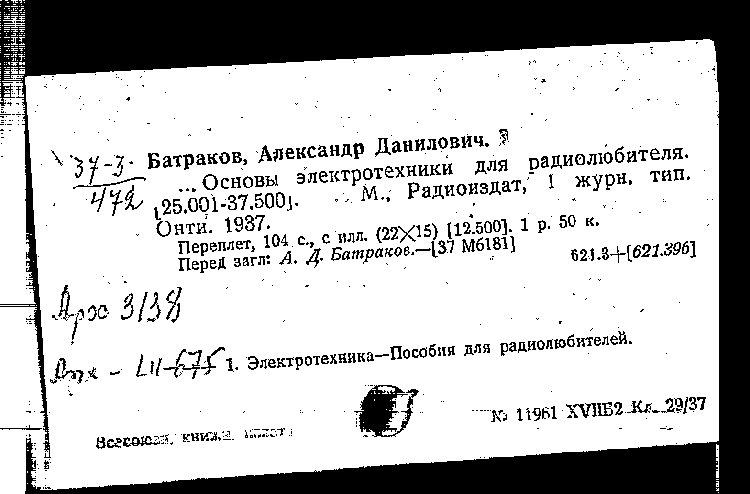 37-3
472
Батраков, Александр Данилович.
... Основы электротехники для радиолюбителя.
[25.001-37.500]. М., Радиоиздат, 1 журн. тип.
Онти. 1937.
Переплет, 104 с., с илл. (22×15) [12.500]. 1 р. 50 к.
Перед загл: А. Д. Батраков.—[37 М6181]
621.3+[621.396]
Арх 3138
1. Электротехника—Пособия для радиолюбителей.
№ 11961 XVIIБ2 Кл. 29/37
Всесоюзн. книжн.